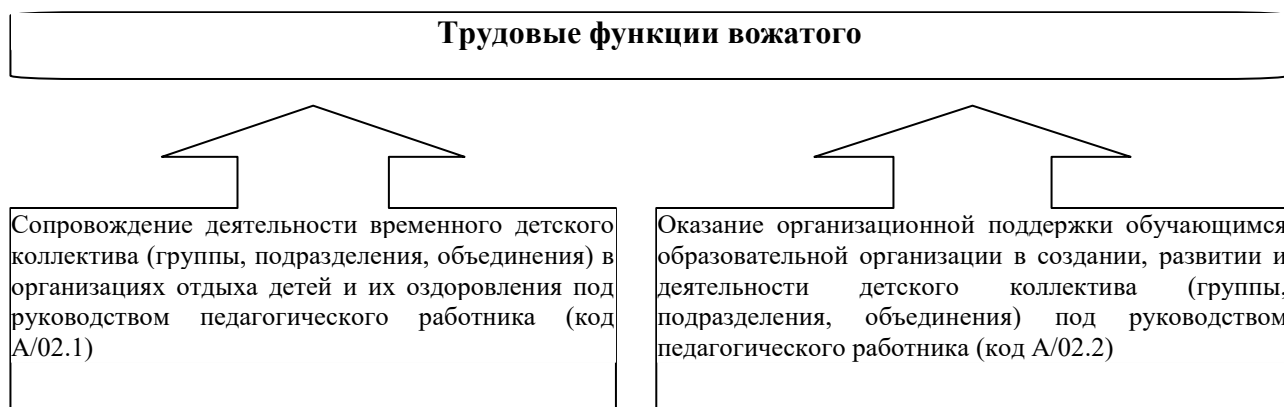 Трудовые функции вожатого
Сопровождение деятельности временного детского
коллектива (группы, подразделения, объединения) в
организациях отдыха детей и их оздоровления под
руководством педагогического работника (код
А/02.1)
Оказание организационной поддержки обучающимся
образовательной организации в создании, развитии и
деятельности детского коллектива (группы,
подразделения, объединения) под руководством
педагогического работника (код А/02.2)